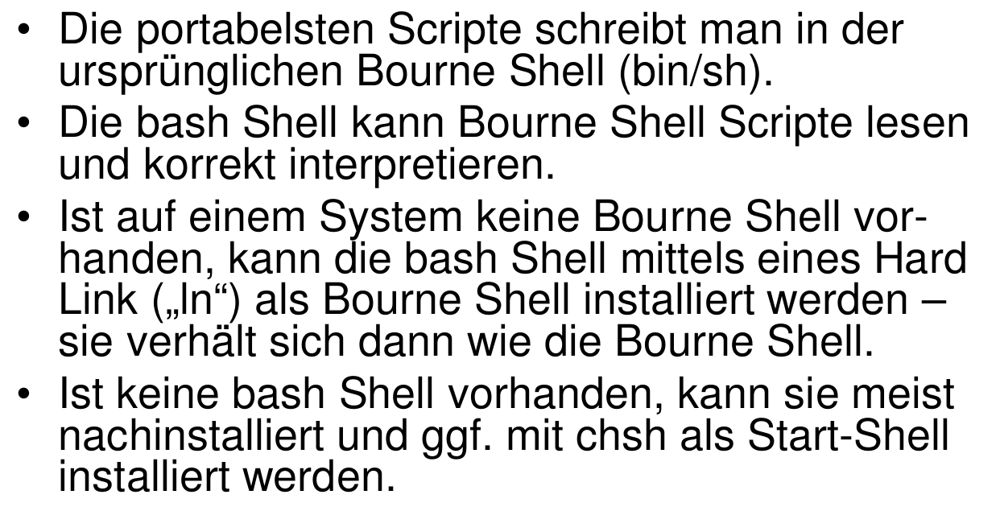 • Die portabelsten Scripte schreibt man in der
ursprünglichen Bourne Shell (bin/sh).
• Die bash Shell kann Bourne Shell Scripte lesen
und korrekt interpretieren.
• Ist auf einem System keine Bourne Shell vor-
handen, kann die bash Shell mittels eines Hard
Link („ln“) als Bourne Shell installiert werden –
sie verhält sich dann wie die Bourne Shell.
• Ist keine bash Shell vorhanden, kann sie meist
nachinstalliert und ggf. mit chsh als Start-Shell
installiert werden.